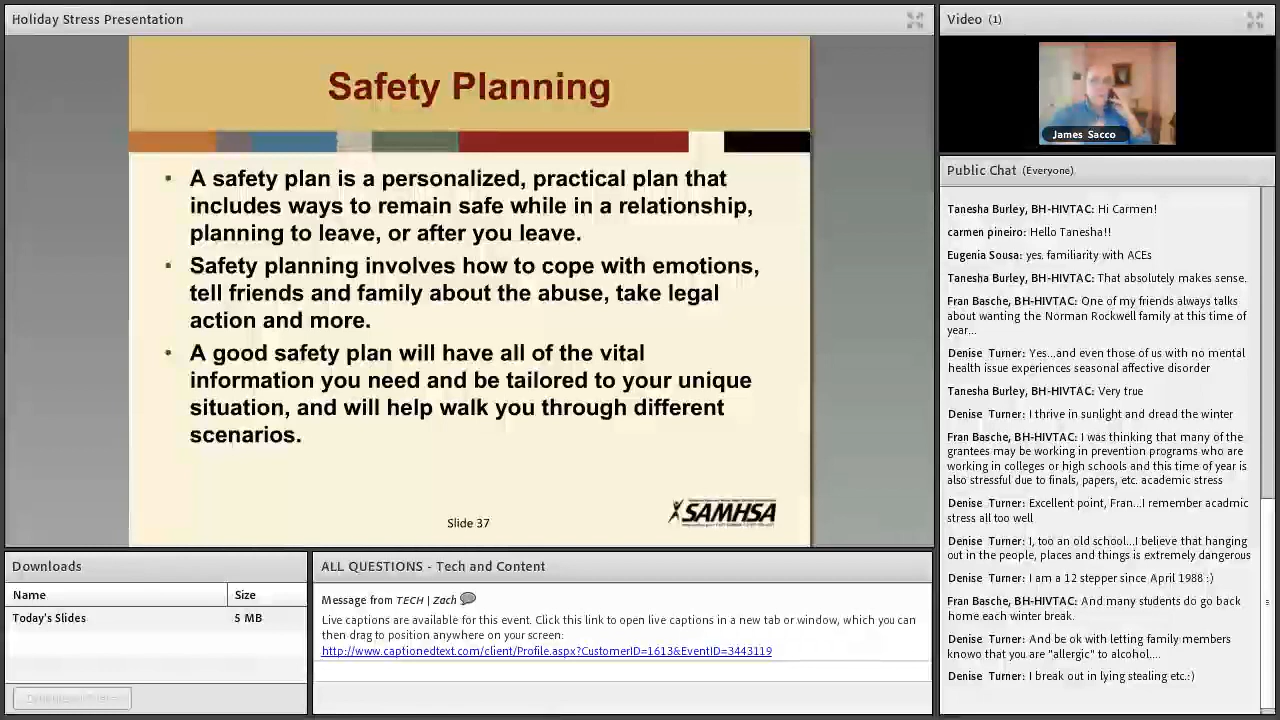 Holiday Stress Presentation
Safety Planning
• A safety plan is a personalized, practical plan that
includes ways to remain safe while in a relationship,
planning to leave, or after you leave.
• Safety planning involves how to cope with emotions,
tell friends and family about the abuse, take legal
action and more.
• A good safety plan will have all of the vital
information you need and be tailored to your unique
situation, and will help walk you through different
scenarios.
Slide 37
SAMHSA
Video (1)
James Sacco
Public Chat (Everyone)
Tanesha Burley, BH-HIVTAC: Hi Carmen!
carmen pineiro: Hello Tanesha!!
Eugenia Sousa: yes. familiarity with ACEs
Tanesha Burley, BH-HIVTAC: That absolutely makes sense.
Fran Basche, BH-HIVTAC: One of my friends always talks
about wanting the Norman Rockwell family at this time of
year...
Denise Turner: Yes...and even those of us with no mental
health issue experiences seasonal affective disorder
Tanesha Burley, BH-HIVTAC: Very true
Denise Turner: I thrive in sunlight and dread the winter
Fran Basche, BH-HIVTAC: I was thinking that many of the
grantees may be working in prevention programs who are
working in colleges or high schools and this time of year is
also stressful due to finals, papers, etc. academic stress
Denise Turner: Excellent point, Fran...I remember acadmic
stress all too well
Denise Turner: I, too an old school...I believe that hanging
out in the people, places and things is extremely dangerous
Denise Turner: I am a 12 stepper since April 1988 :)
Fran Basche, BH-HIVTAC: And many students do go back
home each winter break.
Denise Turner: And be ok with letting family members
knowo that you are "allergic" to alcohol....
Denise Turner: I break out in lying stealing etc.:)
Downloads
Name Size
Today's Slides 5 MB
ALL QUESTIONS - Tech and Content
Message from TECH | Zach
Live captions are available for this event. Click this link to open live captions in a new tab or window, which you can
then drag to position anywhere on your screen:
http://www.captionedtext.com/client/Profile.aspx?CustomerID=1613&EventID=3443119